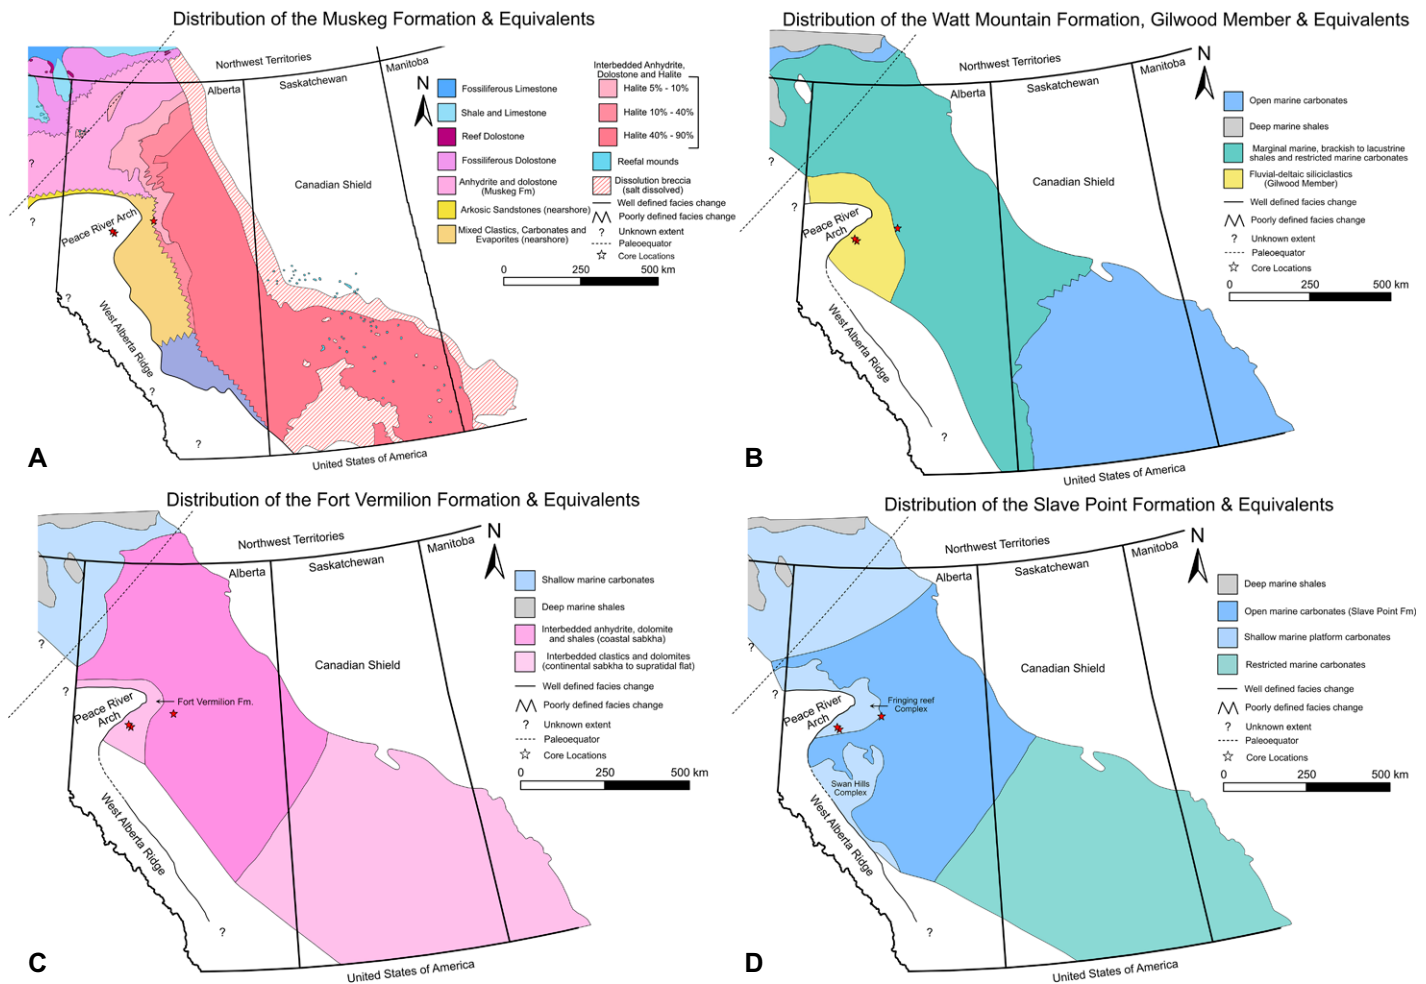 Distribution of the Muskeg Formation & Equivalents
Northwest Territories
Alberta
Saskatchewan
Manitoba
N
Canadian Shield
Peace River Arch
West Alberta Ridge
United States of America
?
?
?
?
?
Fossiliferous Limestone
Shale and Limestone
Reef Dolostone
Fossiliferous Dolostone
Anhydrite and dolostone
(Muskeg Fm)
Arkosic Sandstones (nearshore)
Mixed Clastics, Carbonates and
Evaporites (nearshore)
Interbedded Anhydrite,
Dolostone and Halite
Halite 5% - 10%
Halite 10% - 40%
Halite 40% - 90%
Reefal mounds
Dissolution breccia
(salt dissolved)
Well defined facies change
Poorly defined facies change
? Unknown extent
Paleoequator
Core Locations
0 250 500 km
A
Distribution of the Watt Mountain Formation, Gilwood Member & Equivalents
Northwest Territories
Alberta
Saskatchewan
Manitoba
N
Canadian Shield
Peace River
Arch
West Alberta Ridge
United States of America
?
?
?
Open marine carbonates
Deep marine shales
Marginal marine, brackish to lacustrine
shales and restricted marine carbonates
Fluvial-deltaic siliciclastics
(Gilwood Member)
Well defined facies change
Poorly defined facies change
? Unknown extent
Paleoequator
Core Locations
0 250 500 km
B
Distribution of the Fort Vermilion Formation & Equivalents
Northwest Territories
Alberta
Saskatchewan
Manitoba
N
Canadian Shield
Peace River
Arch
Fort Vermilion Fm.
West Alberta Ridge
United States of America
?
?
?
Shallow marine carbonates
Deep marine shales
Interbedded anhydrite, dolomite
and shales (coastal sabkha)
Interbedded clastics and dolomites
(continental sabkha to supratidal flat)
Well defined facies change
Poorly defined facies change
? Unknown extent
Paleoequator
Core Locations
0 250 500 km
C
Distribution of the Slave Point Formation & Equivalents
Northwest Territories
Alberta
Saskatchewan
Manitoba
N
Canadian Shield
Peace River
Arch
Fringing reef
Complex
Swan Hills
Complex
West Alberta Ridge
United States of America
?
?
?
Deep marine shales
Open marine carbonates (Slave Point Fm)
Shallow marine platform carbonates
Restricted marine carbonates
Well defined facies change
Poorly defined facies change
? Unknown extent
Paleoequator
Core Locations
0 250 500 km
D